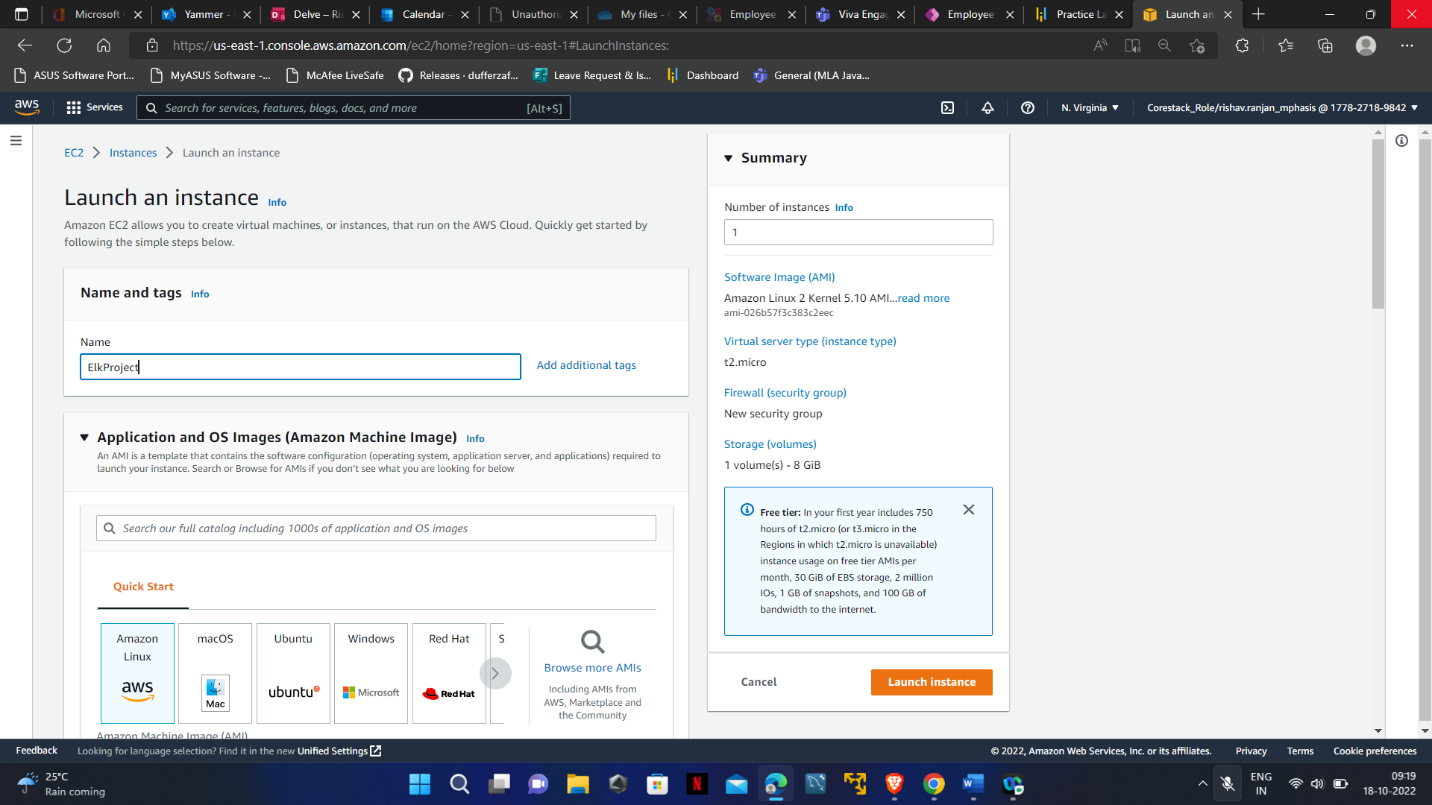 Microsoft
Yammer -
Delve – Ri
Calendar -
Unauthori
My files -
Employee
Viva Engag
Employee
Practice La
Launch an
https://us-east-1.console.aws.amazon.com/ec2/home?region=us-east-1#LaunchInstances:
ASUS Software Port...
MyASUS Software -...
McAfee LiveSafe
Releases · dufferzaf...
Leave Request & Is...
Dashboard
General (MLA Java...
aws
Services
Search for services, features, blogs, docs, and more
[Alt+S]
N. Virginia
Corestack_Role/rishav.ranjan_mphasis @ 1778-2718-9842
EC2 > Instances > Launch an instance
Launch an instance Info
Amazon EC2 allows you to create virtual machines, or instances, that run on the AWS Cloud. Quickly get started by
following the simple steps below.
Name and tags Info
Name
ElkProject
Add additional tags
Application and OS Images (Amazon Machine Image) Info
An AMI is a template that contains the software configuration (operating system, application server, and applications) required to
launch your instance. Search or Browse for AMIs if you don't see what you are looking for below
Search our full catalog including 1000s of application and OS images
Quick Start
Amazon
Linux
aws
macOS
Mac
Ubuntu
ubuntu
Windows
Microsoft
Red Hat
Red Hat
S
Browse more AMIs
Including AMIs from
AWS, Marketplace and
the Community
Amazon Machine Image (AMI)
Summary
Number of instances Info
1
Software Image (AMI)
Amazon Linux 2 Kernel 5.10 AMI...read more
ami-026b57f3c383c2eec
Virtual server type (instance type)
t2.micro
Firewall (security group)
New security group
Storage (volumes)
1 volume(s) - 8 GiB
Free tier: In your first year includes 750
hours of t2.micro (or t3.micro in the
Regions in which t2.micro is unavailable)
instance usage on free tier AMIs per
month, 30 GiB of EBS storage, 2 million
IOs, 1 GB of snapshots, and 100 GB of
bandwidth to the internet.
Cancel
Launch instance
Feedback
Looking for language selection? Find it in the new Unified Settings
© 2022, Amazon Web Services, Inc. or its affiliates.
Privacy
Terms
Cookie preferences
25°C
Rain coming
ENG
IN
09:19
18-10-2022